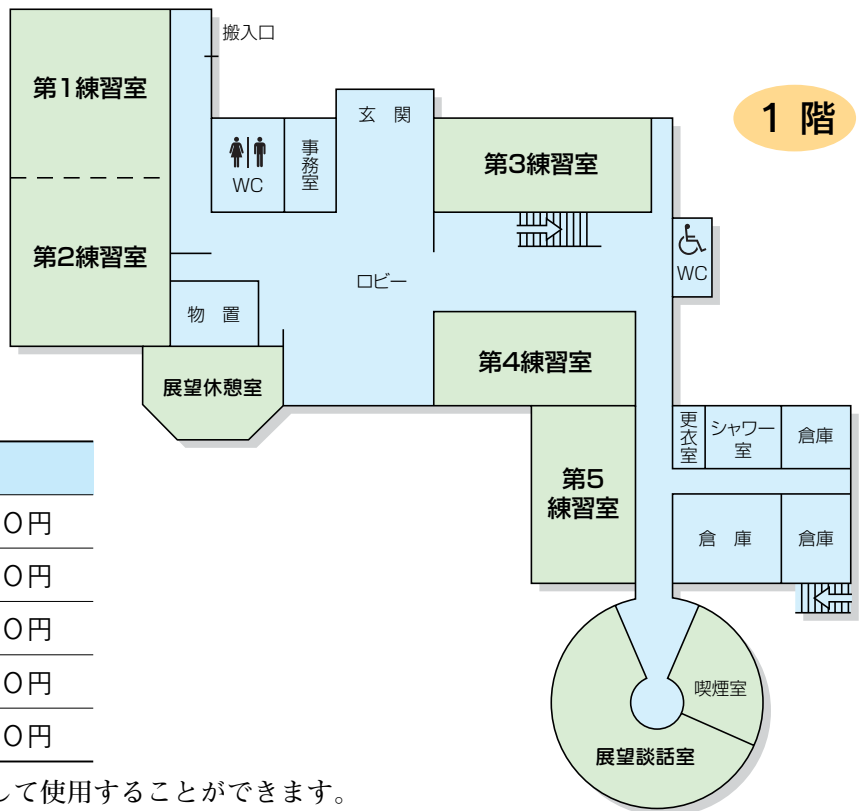 搬入口
1 階
第1練習室
玄 関
WC
事務室
第3練習室
第2練習室
WC
ロビー
物 置
第4練習室
展望休憩室
更衣室
シャワー室
倉庫
第5
練習室
倉 庫
倉庫
0円
0円
0円
0円
0円
喫煙室
展望談話室
して使用することができます。